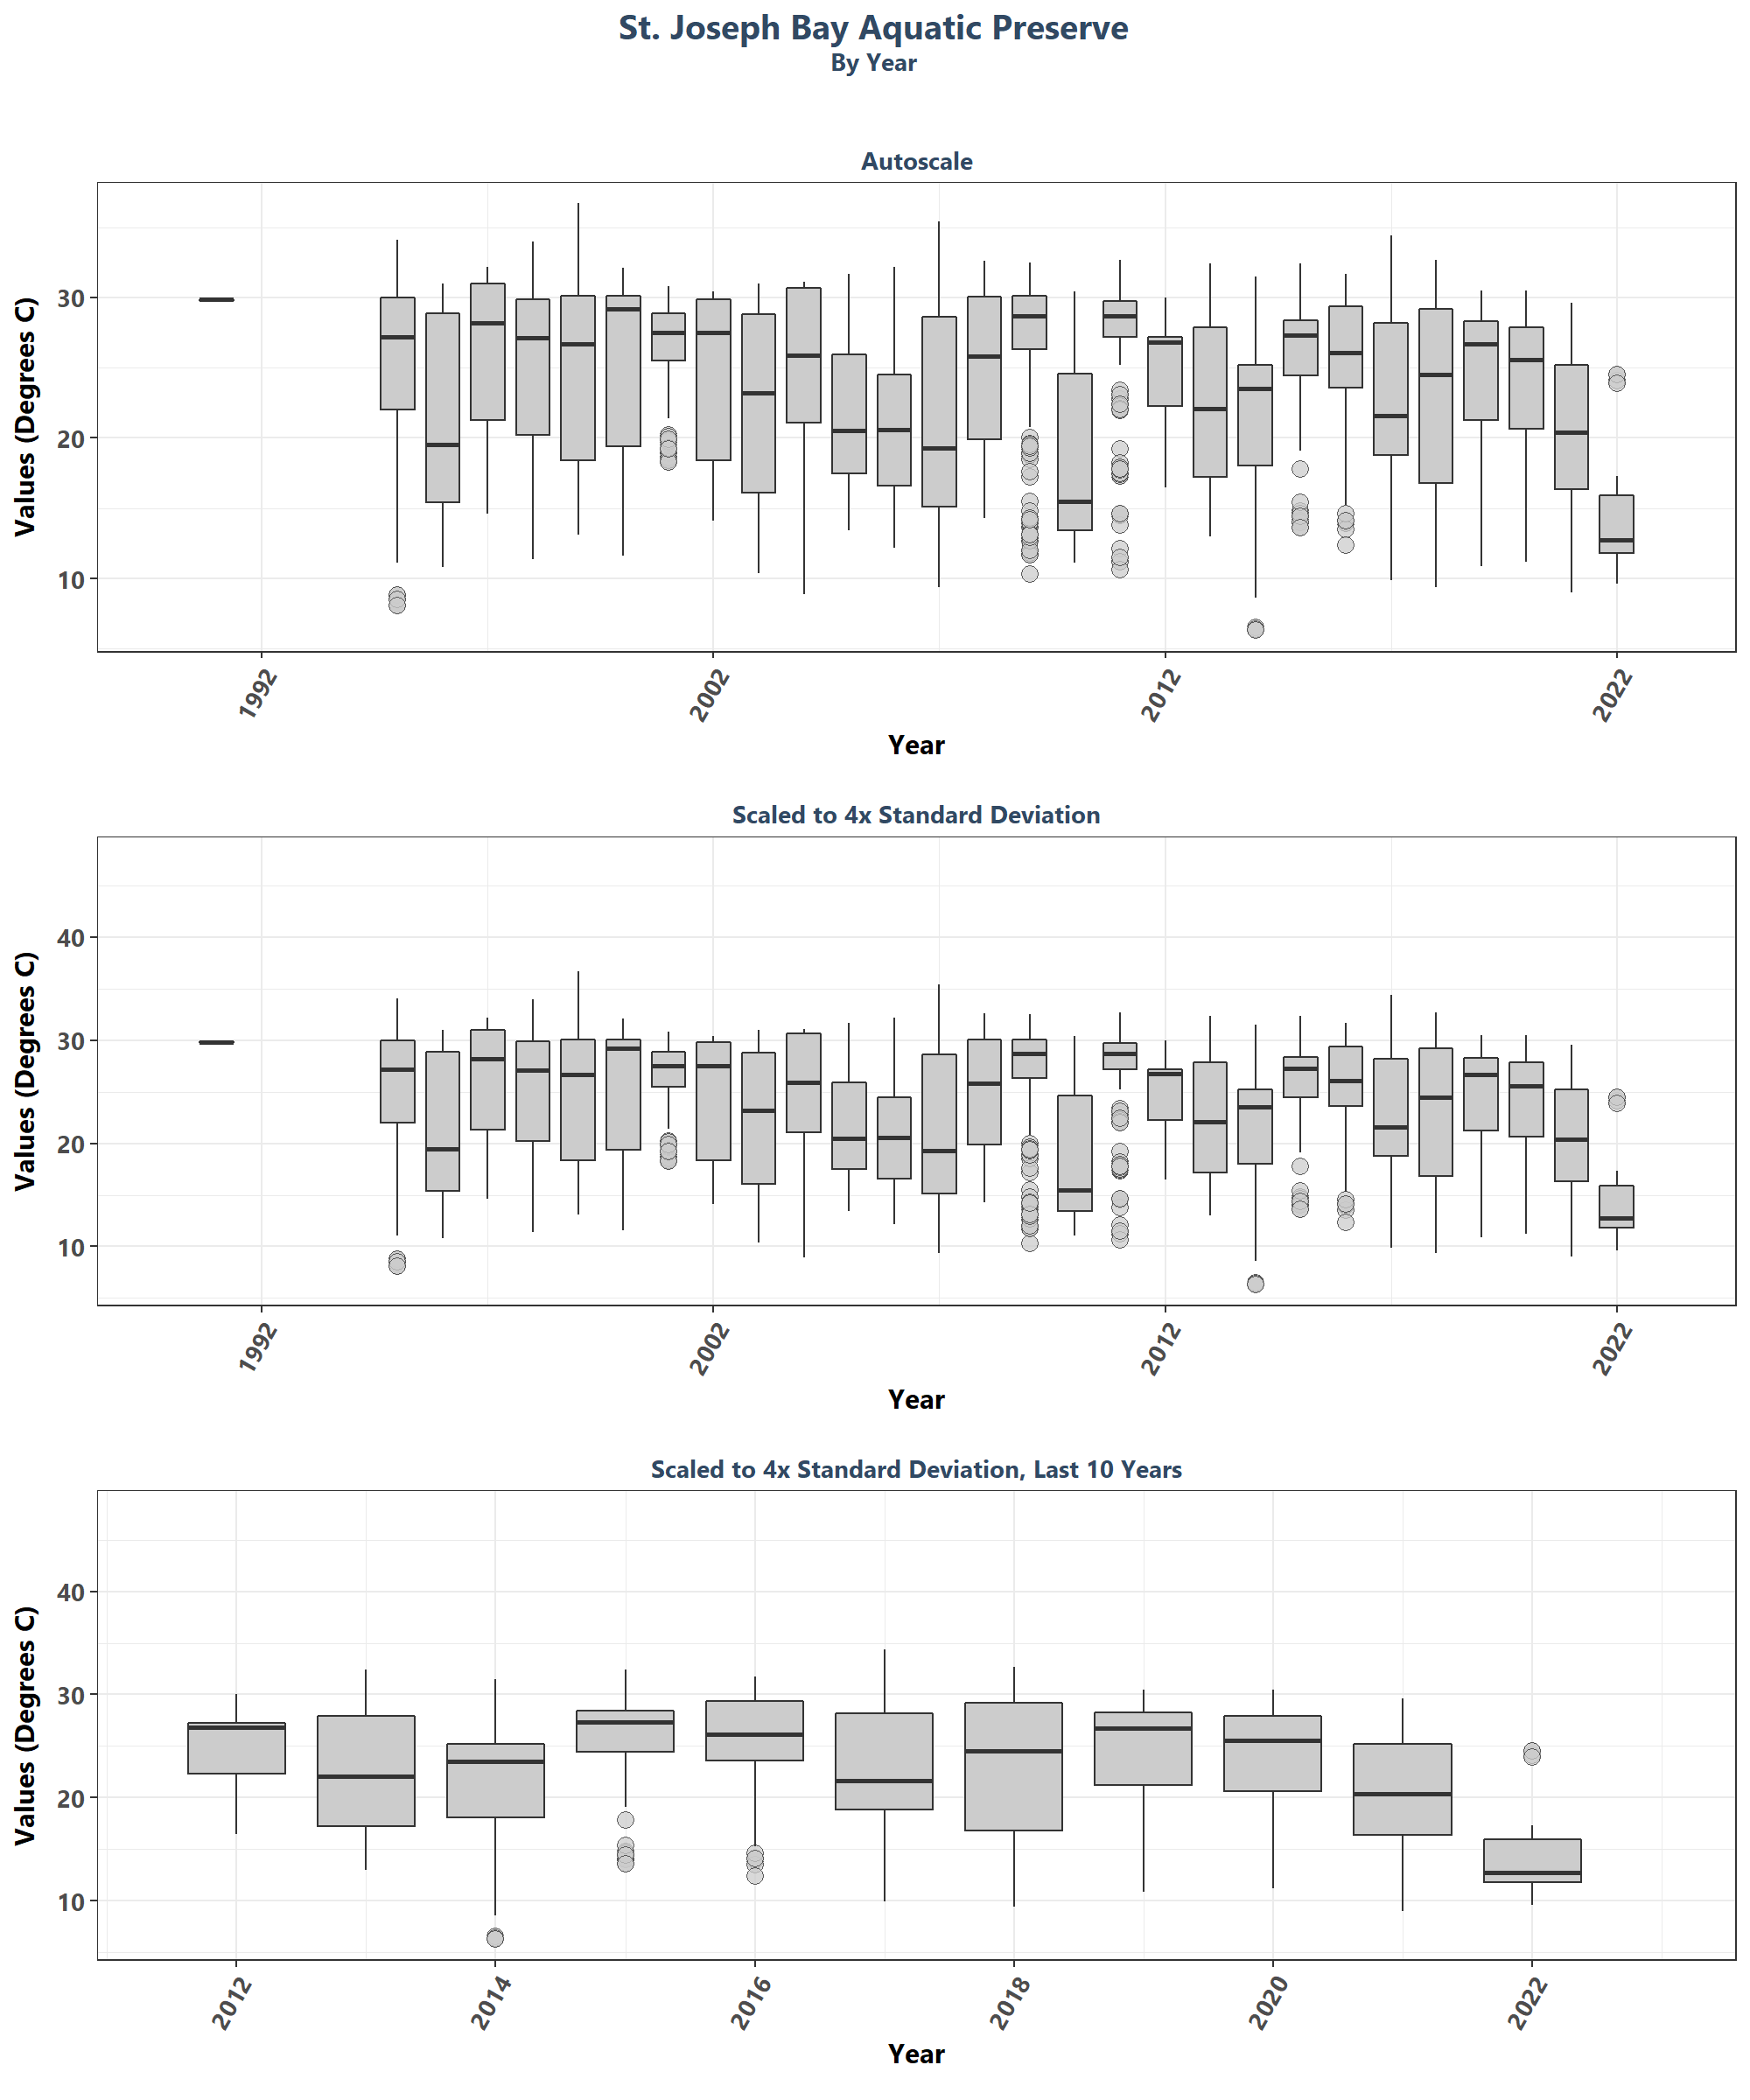 St. Joseph Bay Aquatic Preserve
By Year
Autoscale
Values (Degrees C)
30
20
10
1992
2002
2012
2022
Year
Scaled to 4x Standard Deviation
Values (Degrees C)
40
30
20
10
1992
2002
2012
2022
Year
Scaled to 4x Standard Deviation, Last 10 Years
Values (Degrees C)
40
30
20
10
2012
2014
2016
2018
2020
2022
Year